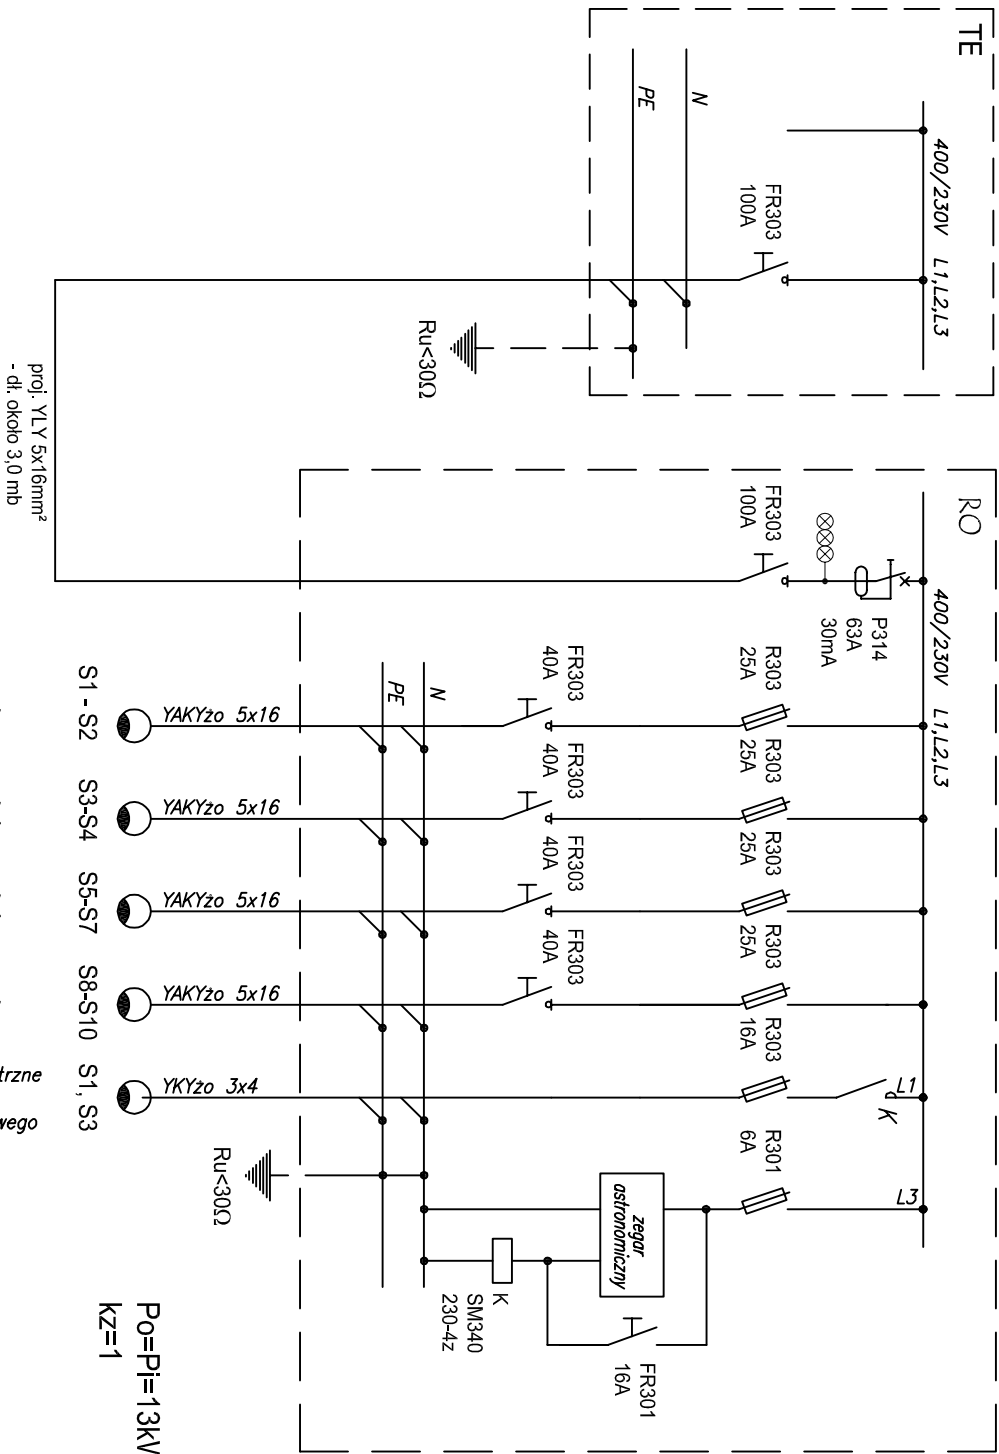 TE
400/230V L1,L2,L3
N
PE
FR303
100A
Ru<30Ω
proj. YLY 5x16mm²
- dł. około 3,0 mb
RO
400/230V L1,L2,L3
FR303
100A
P314
63A
30mA
R303
25A
R303
25A
R303
25A
R303
25A
R303
16A
R301
6A
L1
K
L3
FR303
40A
FR303
40A
FR303
40A
FR303
40A
zegar
astronomiczny
K
SM340
230-4z
FR301
16A
N
PE
YAKYżo 5x16
YAKYżo 5x16
YAKYżo 5x16
YAKYżo 5x16
YKYżo 3x4
Ru<30Ω
S1 - S2
S3-S4
S5-S7
S8-S10
S1, S3
Po=Pi=13kW
kz=1